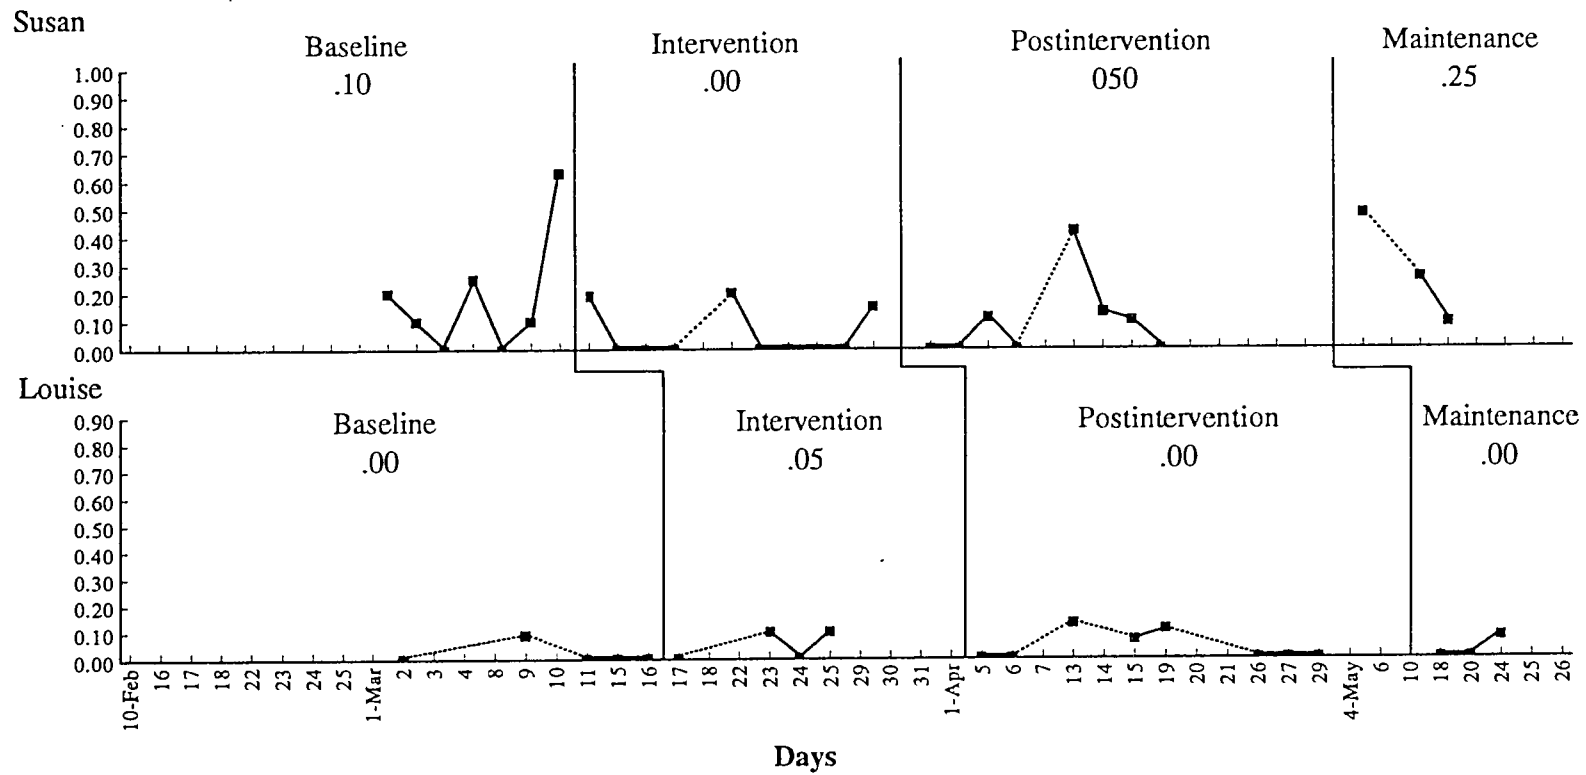 Susan
Baseline
.10
Intervention
.00
Postintervention
050
Maintenance
.25
1.00
0.90
0.80
0.70
0.60
0.50
0.40
0.30
0.20
0.10
0.00
Louise
Baseline
.00
Intervention
.05
Postintervention
.00
Maintenance
.00
0.90
0.80
0.70
0.60
0.50
0.40
0.30
0.20
0.10
0.00
10-Feb 16 17 18 19 22 23 24 25 1-Mar 2 3 4 8 9 10 11 15 16 17 18 22 23 24 25 29 30 31 1-Apr 5 6 7 13 14 15 19 20 21 26 27 29 4-May 6 10 18 20 24 25 26
Days